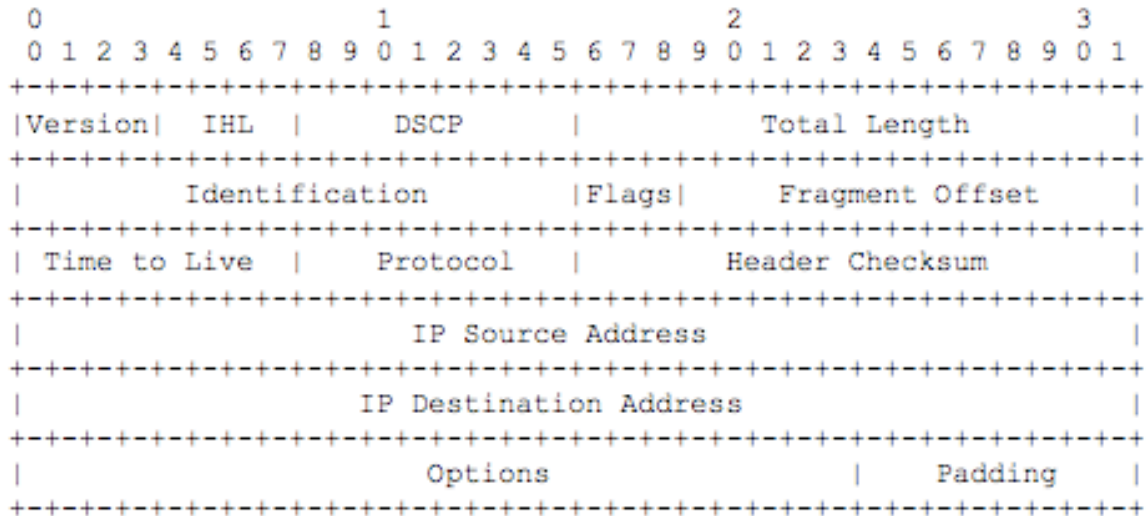 0                   1                   2                   3
 0 1 2 3 4 5 6 7 8 9 0 1 2 3 4 5 6 7 8 9 0 1 2 3 4 5 6 7 8 9 0 1
+-+-+-+-+-+-+-+-+-+-+-+-+-+-+-+-+-+-+-+-+-+-+-+-+-+-+-+-+-+-+-+-+
|Version|  IHL  |     DSCP      |          Total Length         |
+-+-+-+-+-+-+-+-+-+-+-+-+-+-+-+-+-+-+-+-+-+-+-+-+-+-+-+-+-+-+-+-+
|         Identification        |Flags|     Fragment Offset     |
+-+-+-+-+-+-+-+-+-+-+-+-+-+-+-+-+-+-+-+-+-+-+-+-+-+-+-+-+-+-+-+-+
| Time to Live  |    Protocol   |        Header Checksum        |
+-+-+-+-+-+-+-+-+-+-+-+-+-+-+-+-+-+-+-+-+-+-+-+-+-+-+-+-+-+-+-+-+
|                      IP Source Address                        |
+-+-+-+-+-+-+-+-+-+-+-+-+-+-+-+-+-+-+-+-+-+-+-+-+-+-+-+-+-+-+-+-+
|                   IP Destination Address                      |
+-+-+-+-+-+-+-+-+-+-+-+-+-+-+-+-+-+-+-+-+-+-+-+-+-+-+-+-+-+-+-+-+
|                       Options                 |    Padding    |
+-+-+-+-+-+-+-+-+-+-+-+-+-+-+-+-+-+-+-+-+-+-+-+-+-+-+-+-+-+-+-+-+